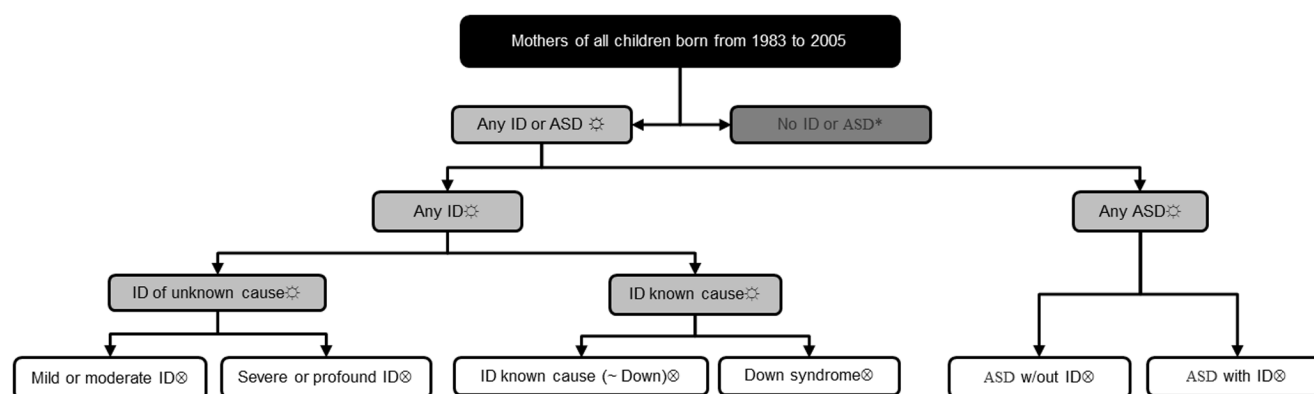 Mothers of all children born from 1983 to 2005
Any ID or ASD ☼
No ID or ASD*
Any ID☼
Any ASD☼
ID of unknown cause☼
ID known cause☼
Mild or moderate ID⊗
Severe or profound ID⊗
ID known cause (~ Down)⊗
Down syndrome⊗
ASD w/out ID⊗
ASD with ID⊗